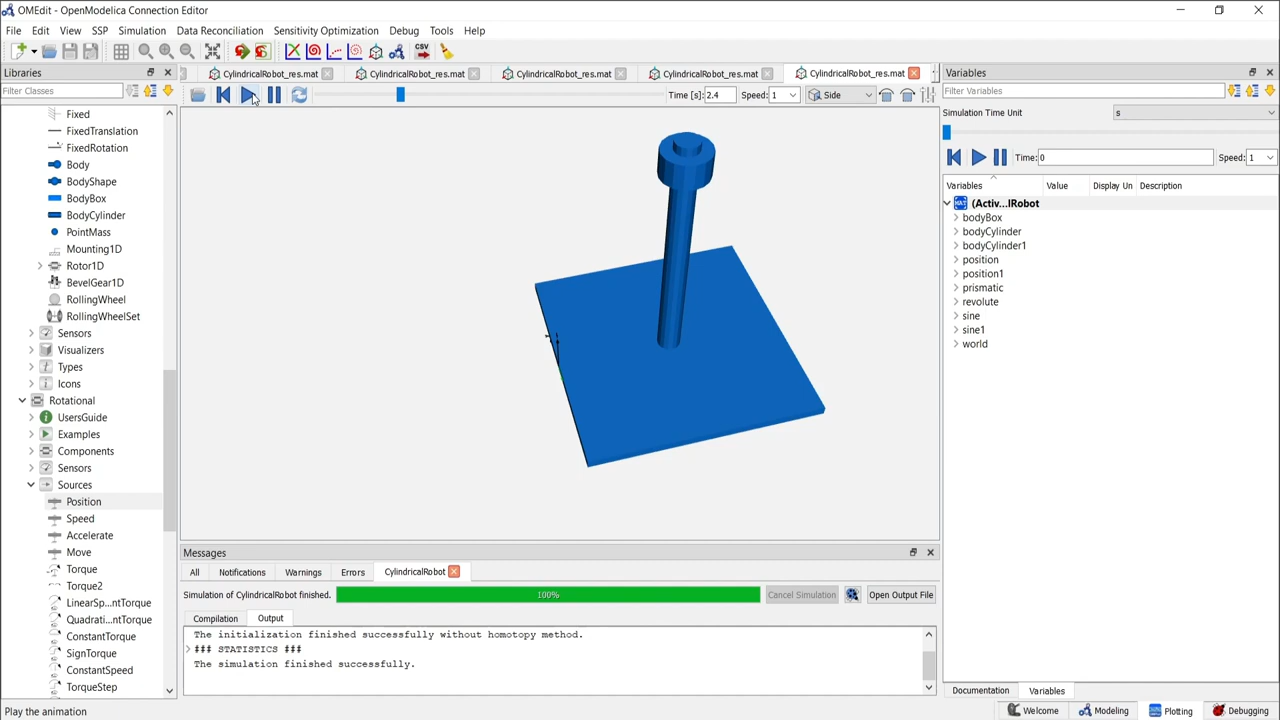 OMEdit - OpenModelica Connection Editor
File Edit View SSP Simulation Data Reconciliation Sensitivity Optimization Debug Tools Help
CSV
Libraries
Filter Classes
Fixed
FixedTranslation
FixedRotation
Body
BodyShape
BodyBox
BodyCylinder
PointMass
Mounting1D
Rotor1D
BevelGear1D
RollingWheel
RollingWheelSet
Sensors
Visualizers
Types
Icons
Rotational
UsersGuide
Examples
Components
Sensors
Sources
Position
Speed
Accelerate
Move
Torque
Torque2
LinearSp...ntTorque
Quadrati...ntTorque
ConstantTorque
SignTorque
ConstantSpeed
TorqueStep
CylindricalRobot_res.mat CylindricalRobot_res.mat CylindricalRobot_res.mat CylindricalRobot_res.mat CylindricalRobot_res.mat
Time [s]: 2.4 Speed: 1 Side
Messages
All Notifications Warnings Errors CylindricalRobot
Simulation of CylindricalRobot finished. 100% Cancel Simulation Open Output File
Compilation Output
The initialization finished successfully without homotopy method.
### STATISTICS ###
The simulation finished successfully.
Variables
Filter Variables
Simulation Time Unit s
Time: 0 Speed: 1
Variables Value Display Un Description
MAT (Activ...lRobot
bodyBox
bodyCylinder
bodyCylinder1
position
position1
prismatic
revolute
sine
sine1
world
Documentation Variables
Play the animation
Welcome Modeling Plotting Debugging